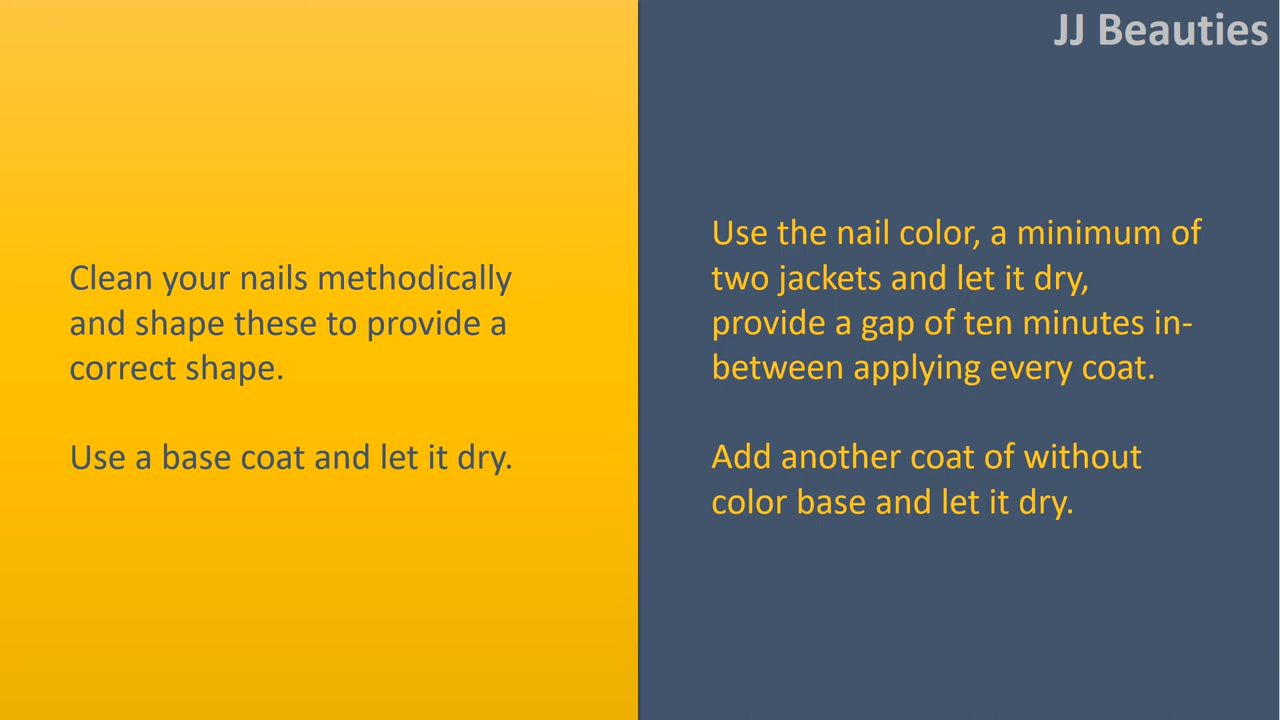 JJ Beauties
Clean your nails methodically
and shape these to provide a
correct shape.
Use a base coat and let it dry.
Use the nail color, a minimum of
two jackets and let it dry,
provide a gap of ten minutes in-
between applying every coat.
Add another coat of without
color base and let it dry.